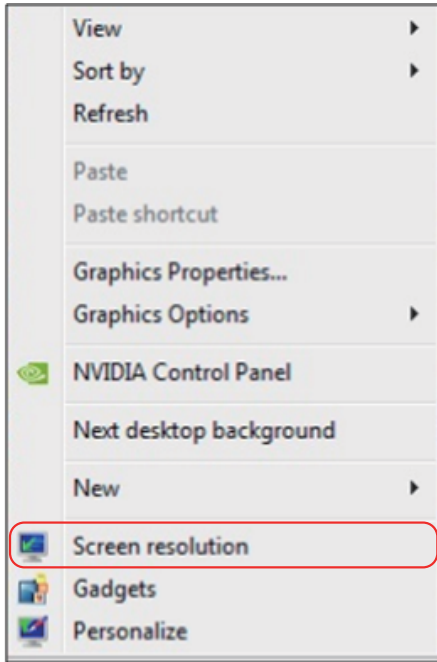 View
Sort by
Refresh
Paste
Paste shortcut
Graphics Properties...
Graphics Options
NVIDIA Control Panel
Next desktop background
New
Screen resolution
Gadgets
Personalize